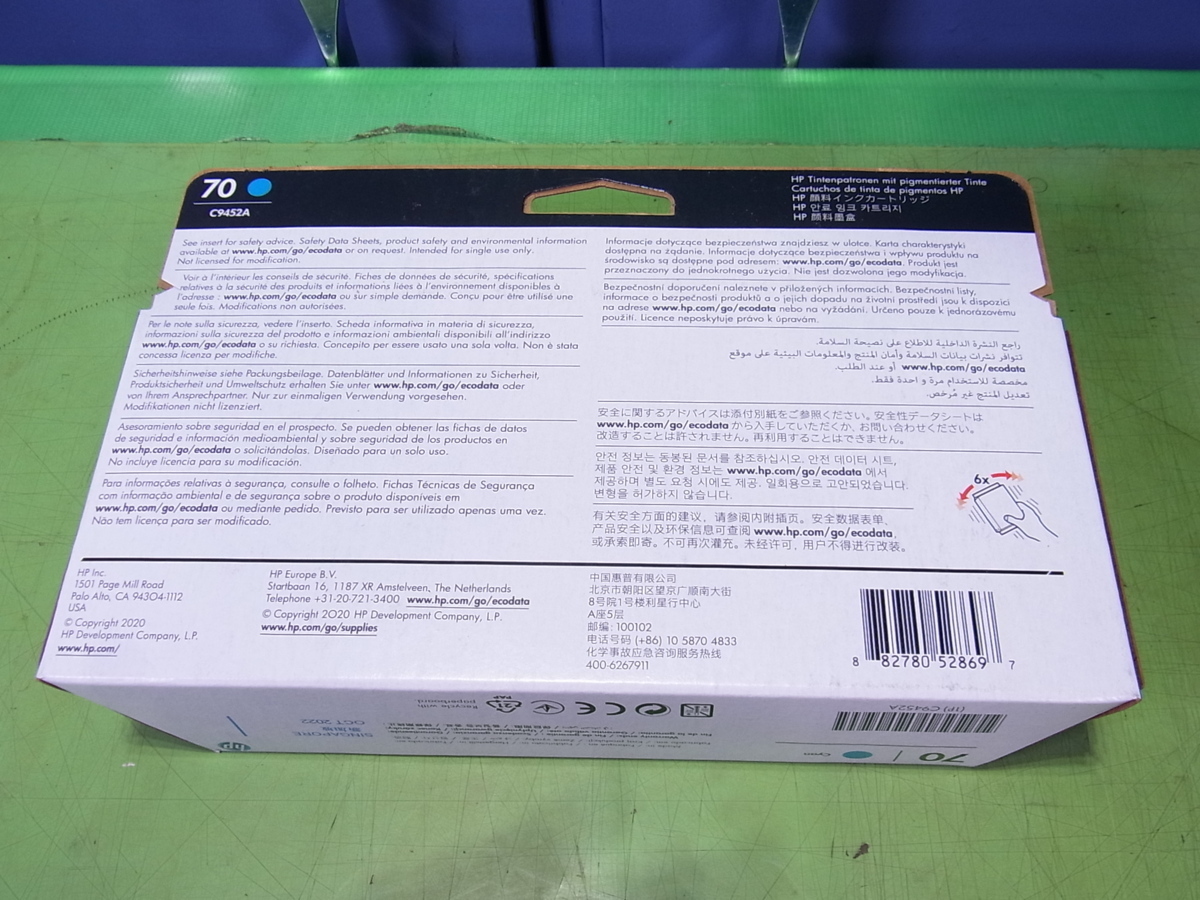 70
C9452A
HP Tintenpatronen mit pigmentierter Tinte
Cartuchos de tinta de pigmentos HP
HP 顔料インクカートリッジ
HP 안료 잉크 카트리지
HP 颜料墨盒
See insert for safety advice. Safety Data Sheets, product safety and environmental information
available at www.hp.com/go/ecodata or on request. Intended for single use only.
Not licensed for modification.
Voir à l'intérieur les conseils de sécurité. Fiches de données de sécurité, spécifications
relatives à la sécurité des produits et informations liées à l'environnement disponibles à
l'adresse : www.hp.com/go/ecodata ou sur simple demande. Conçu pour être utilisé une
seule fois. Modifications non autorisées.
Per le note sulla sicurezza, vedere l'inserto. Scheda informativa in materia di sicurezza,
informazioni sulla sicurezza del prodotto e informazioni ambientali disponibili all'indirizzo
www.hp.com/go/ecodata o su richiesta. Concepito per essere usato una sola volta. Non è stata
concessa licenza per modifiche.
Sicherheitshinweise siehe Packungsbeilage. Datenblätter und Informationen zu Sicherheit,
Produktsicherheit und Umweltschutz erhalten Sie unter www.hp.com/go/ecodata oder
von Ihrem Ansprechpartner. Nur zur einmaligen Verwendung vorgesehen.
Modifikationen nicht lizenziert.
Asesoramiento sobre seguridad en el prospecto. Se pueden obtener las fichas de datos
de seguridad e información medioambiental y sobre seguridad de los productos en
www.hp.com/go/ecodata o solicitándolas. Diseñado para un solo uso.
No incluye licencia para su modificación.
Para informações relativas à segurança, consulte o folheto. Fichas Técnicas de Segurança
com informação ambiental e de segurança sobre o produto disponíveis em
www.hp.com/go/ecodata ou mediante pedido. Previsto para ser utilizado apenas uma vez.
Não tem licença para ser modificado.
Informacje dotyczące bezpieczeństwa znajdziesz w ulotce. Karta charakterystyki
dostępna na żądanie. Informacje dotyczące bezpieczeństwa i wpływu produktu na
środowisko są dostępne pod adresem: www.hp.com/go/ecodata. Produkt jest
przeznaczony do jednokrotnego użycia. Nie jest dozwolona jego modyfikacja.
Bezpečnostní doporučení naleznete v přiložených informacích. Bezpečnostní listy,
informace o bezpečnosti produktů a o jejich dopadu na životní prostředí jsou k dispozici
na adrese www.hp.com/go/ecodata nebo na vyžádání. Určeno pouze k jednorázovému
použití. Licence neposkytuje právo k úpravám.
راجع النشرة الداخلية للاطلاع على نصيحة السلامة.
تتوافر نشرات بيانات السلامة وأمان المنتج والمعلومات البيئية على موقع
www.hp.com/go/ecodata أو عند الطلب.
مخصصة للاستخدام مرة و احدة فقط.
تعديل المنتج غير مُرخص.
安全に関するアドバイスは添付別紙をご参照ください。安全性データシートは
www.hp.com/go/ecodata から入手していただくか、お問い合わせください。
改造することは許されません。再利用することはできません。
안전 정보는 동봉된 문서를 참조하십시오. 안전 데이터 시트,
제품 안전 및 환경 정보는 www.hp.com/go/ecodata 에서
제공하며 별도 요청 시에도 제공. 일회용으로 고안되었습니다.
변형을 허가하지 않습니다.
有关安全方面的建议，请参阅内附插页。安全数据表单、
产品安全以及环保信息可查阅 www.hp.com/go/ecodata,
或承索即寄。不可再次灌充。未经许可，用户不得进行改装。
6x
HP Inc.
1501 Page Mill Road
Palo Alto, CA 94304-1112
USA
© Copyright 2020
HP Development Company, L.P.
www.hp.com/
HP Europe B.V.
Startbaan 16, 1187 XR Amstelveen, The Netherlands
Telephone +31-20-721-3400 www.hp.com/go/ecodata
© Copyright 2020 HP Development Company, L.P.
www.hp.com/go/supplies
中国惠普有限公司
北京市朝阳区望京广顺南大街
8号院1号楼利星行中心
A座5层
邮编: 100102
电话号码 (+86) 10 5870 4833
化学事故应急咨询服务热线
400-6267911
8 82780 52869 7
(1P) C9452A
70
Cyan
Recycle with
paperboard
21
PAP
CE
SINGAPORE
新加坡
OCT 2022
hp